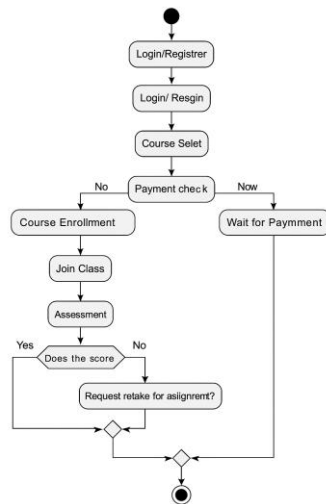 Login/Registrer
Login/ Resgin
Course Selet
Payment check
No
Now
Course Enrollment
Wait for Paymment
Join Class
Assessment
Does the score
Yes
No
Request retake for asiignremt?